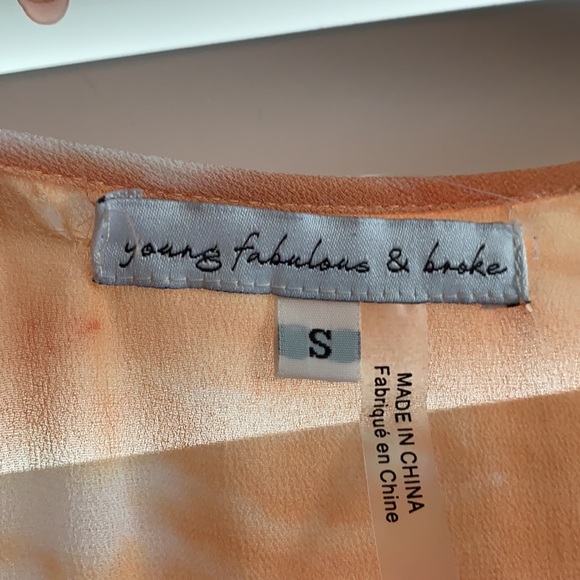 young fabulous & broke
S
MADE IN CHINA
Fabriqué en Chine